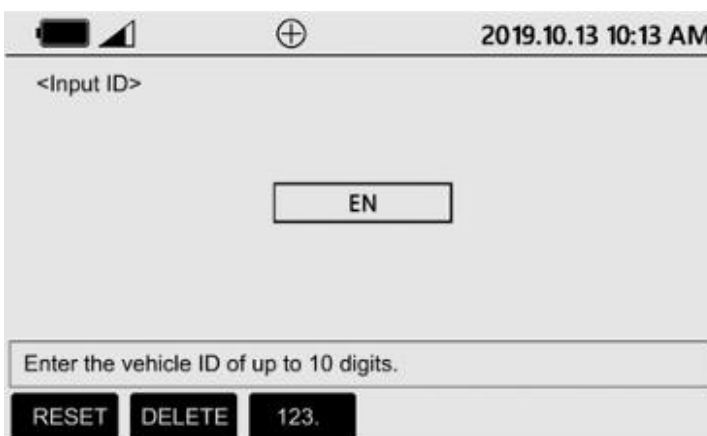 2019.10.13 10:13 AM
<Input ID>
EN
Enter the vehicle ID of up to 10 digits.
RESET DELETE 123.